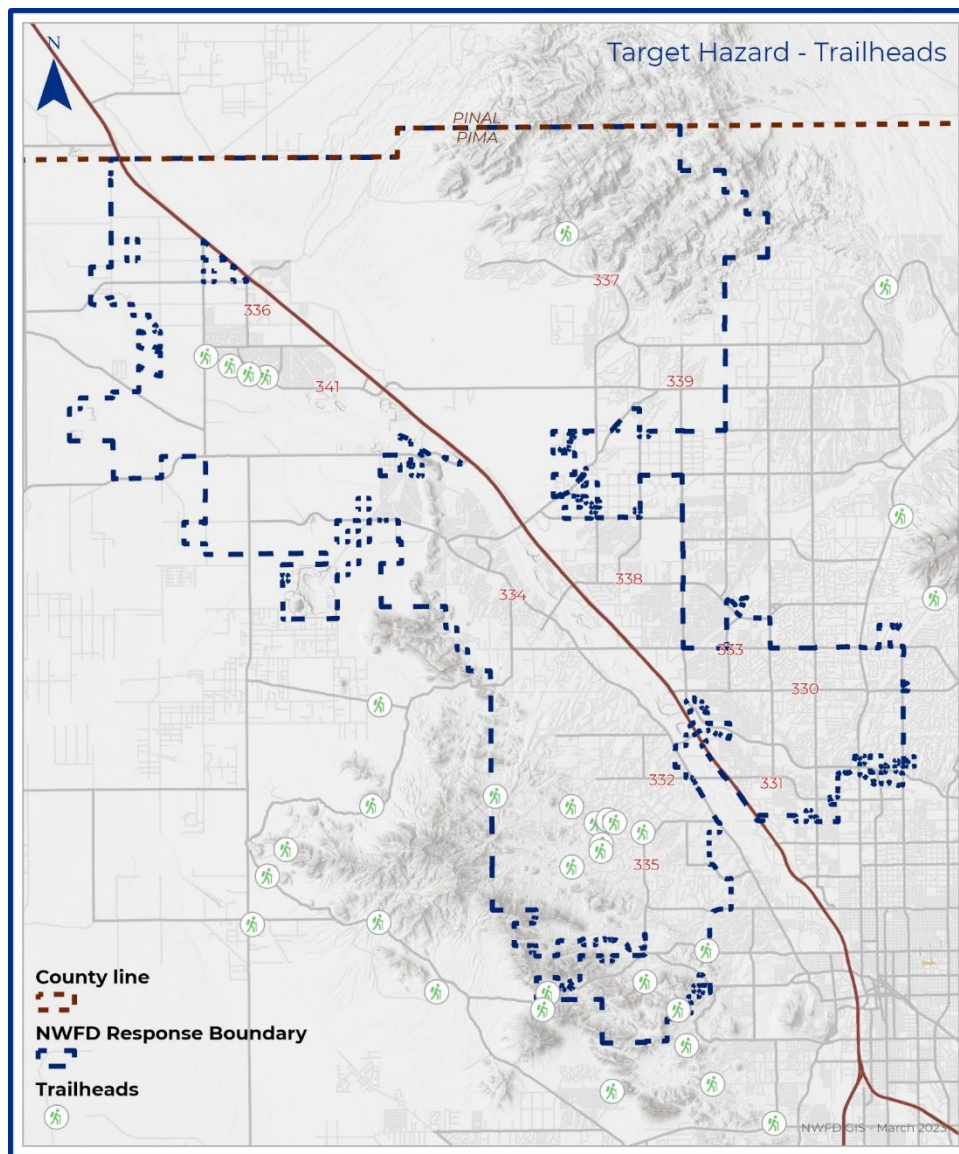 N
Target Hazard - Trailheads
PINAL
PIMA
337
336
339
341
338
334
333
330
332
331
335
County line
NWFD Response Boundary
Trailheads
NWFD GIS - March 2023